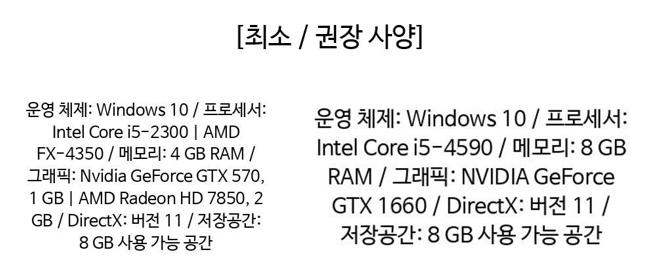 [최소 / 권장 사양]
운영 체제: Windows 10 / 프로세서:
Intel Core i5-2300 | AMD
FX-4350 / 메모리: 4 GB RAM /
그래픽: Nvidia GeForce GTX 570,
1 GB | AMD Radeon HD 7850, 2
GB / DirectX: 버전 11 / 저장공간:
8 GB 사용 가능 공간
운영 체제: Windows 10 / 프로세서:
Intel Core i5-4590 / 메모리: 8 GB
RAM / 그래픽: NVIDIA GeForce
GTX 1660 / DirectX: 버전 11 /
저장공간: 8 GB 사용 가능 공간